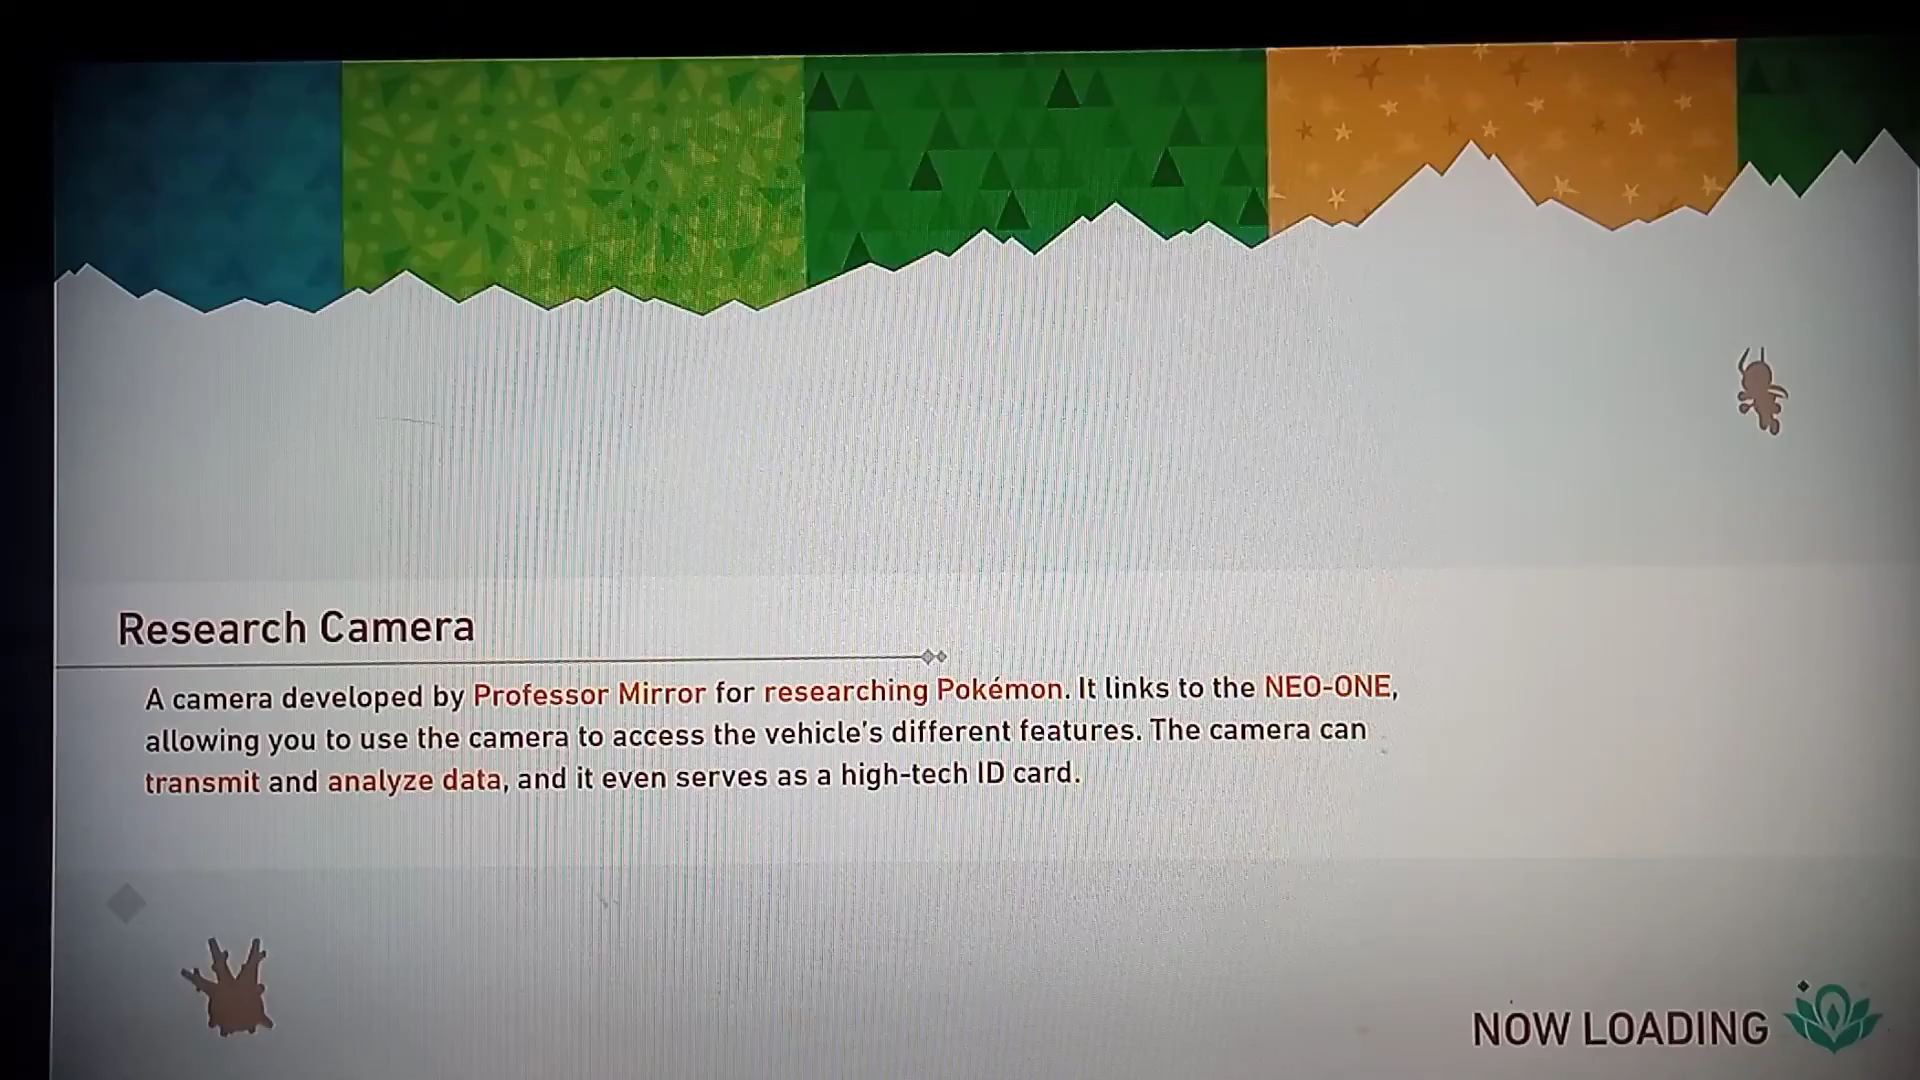 Research Camera
A camera developed by Professor Mirror for researching Pokémon. It links to the NEO-ONE,
allowing you to use the camera to access the vehicle's different features. The camera can
transmit and analyze data, and it even serves as a high-tech ID card.
NOW LOADING